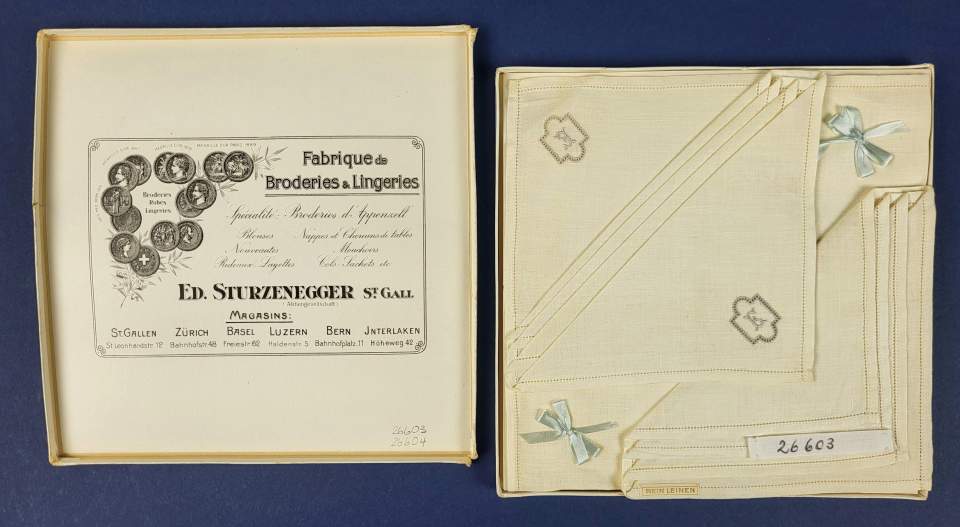 Fabrique de
Broderies & Lingeries
Broderies
Robes
Lingeries
Spécialité - Broderies d'Appenzell
Blouses Nappes & Chemins de tables
Nouveautés Mouchoirs
Rideaux - Layettes Cols - Sachets etc
ED. STURZENEGGER ST. GALL
(Aktiengesellschaft)
MAGASINS:
ST. GALLEN ZÜRICH BASEL LUZERN BERN INTERLAKEN
St. Leonhardstr. 12 Bahnhofstr. 48 Freiestr. 62 Haldenstr. 5 Bahnhofplatz. 11 Höheweg 42
26603
26604
26603
REIN LEINEN